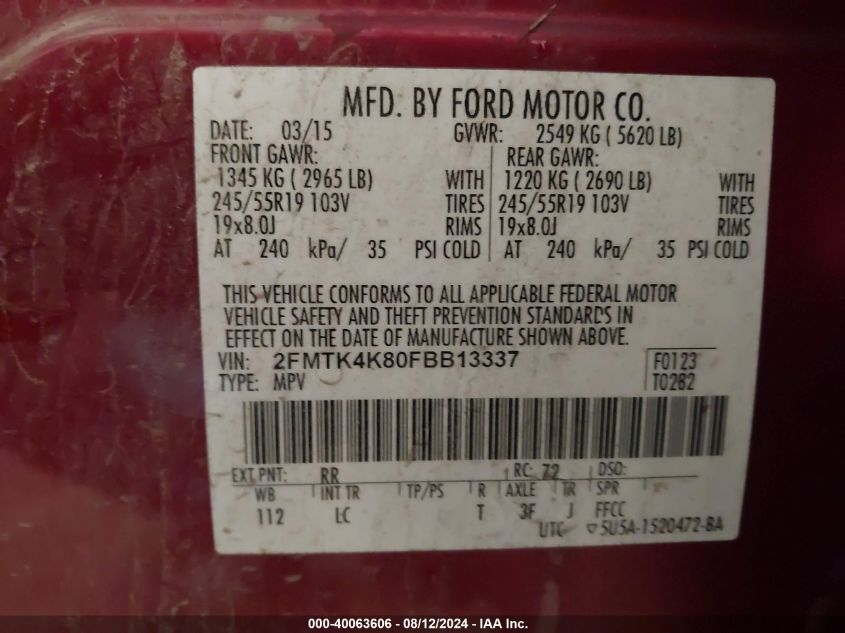 MFD. BY FORD MOTOR CO.
DATE: 03/15 GVWR: 2549 KG ( 5620 LB)
FRONT GAWR: REAR GAWR:
1345 KG ( 2965 LB) WITH 1220 KG ( 2690 LB) WITH
245/55R19 103V TIRES 245/55R19 103V TIRES
19x8.0J RIMS 19x8.0J RIMS
AT 240 kPa/ 35 PSI COLD AT 240 kPa/ 35 PSI COLD
THIS VEHICLE CONFORMS TO ALL APPLICABLE FEDERAL MOTOR
VEHICLE SAFETY AND THEFT PREVENTION STANDARDS IN
EFFECT ON THE DATE OF MANUFACTURE SHOWN ABOVE.
VIN: 2FMTK4K80FBB13337 F0123
TYPE: MPV T0282
EXT PNT: RR RC: 72 DSO:
WB INT TR TP/PS R AXLE TR SPR
112 LC T 3F J FFCC
UTC ▽5U5A-1520472-BA
000-40063606 - 08/12/2024 - IAA Inc.